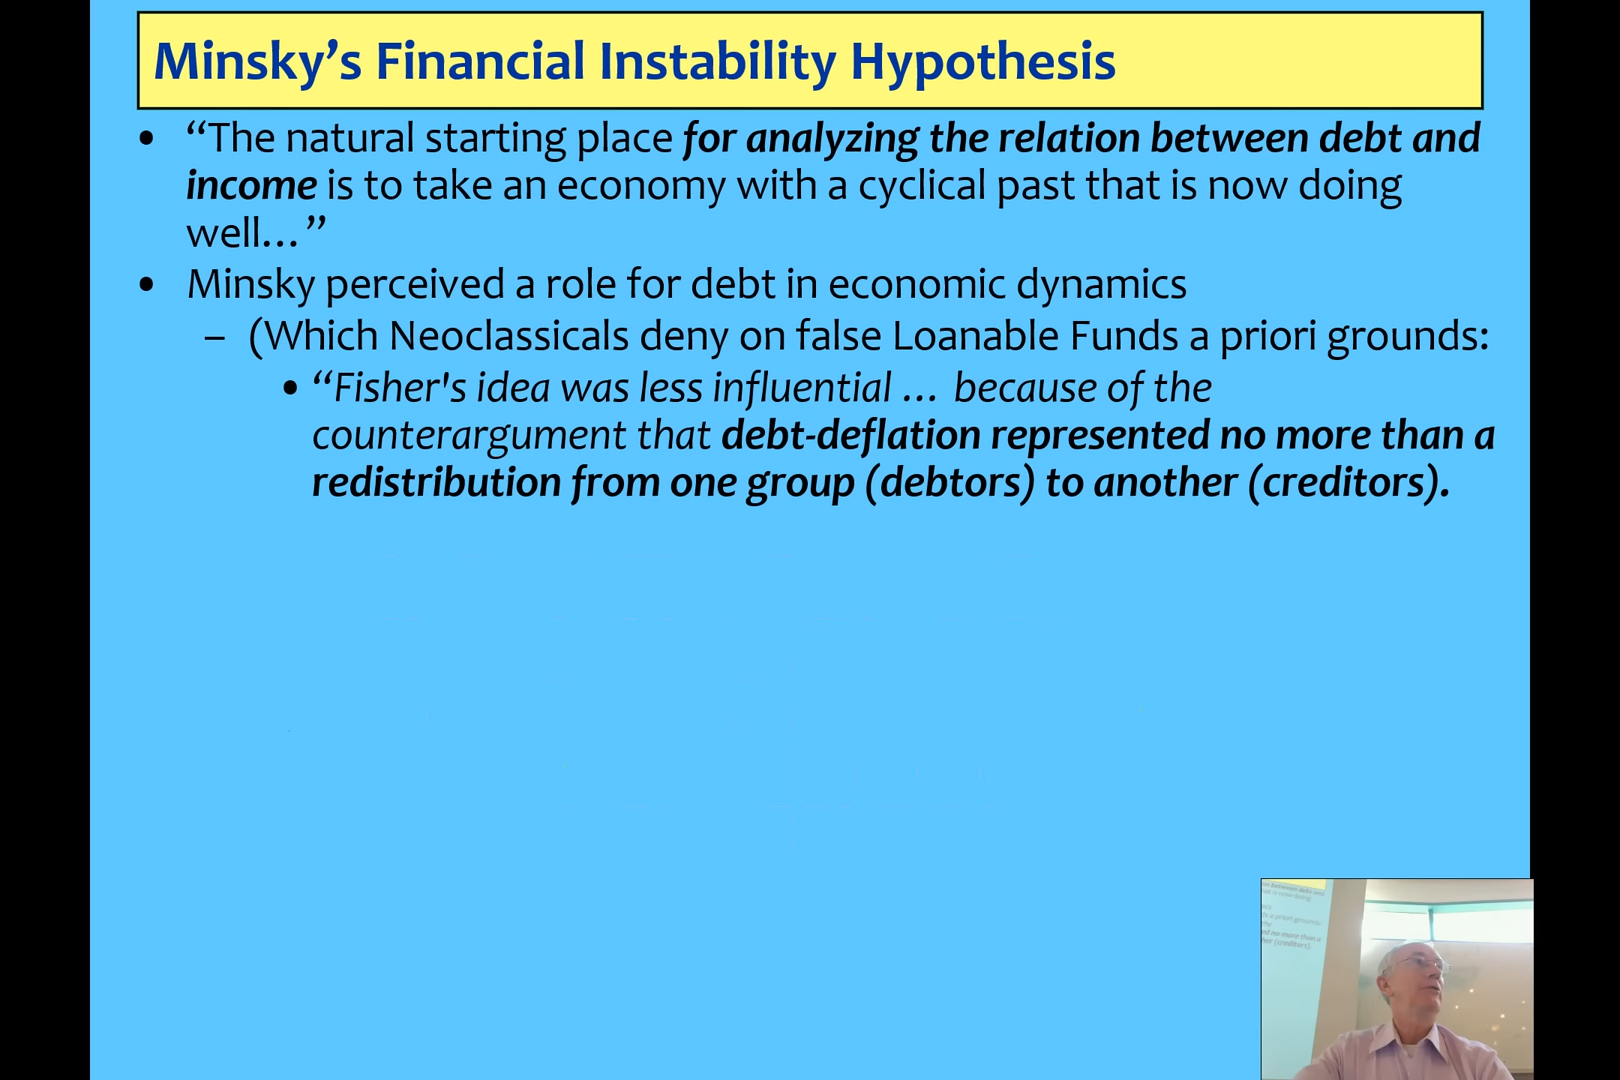 Minsky’s Financial Instability Hypothesis
• “The natural starting place for analyzing the relation between debt and
income is to take an economy with a cyclical past that is now doing
well…”
• Minsky perceived a role for debt in economic dynamics
– (Which Neoclassicals deny on false Loanable Funds a priori grounds:
• “Fisher's idea was less influential … because of the
counterargument that debt-deflation represented no more than a
redistribution from one group (debtors) to another (creditors).